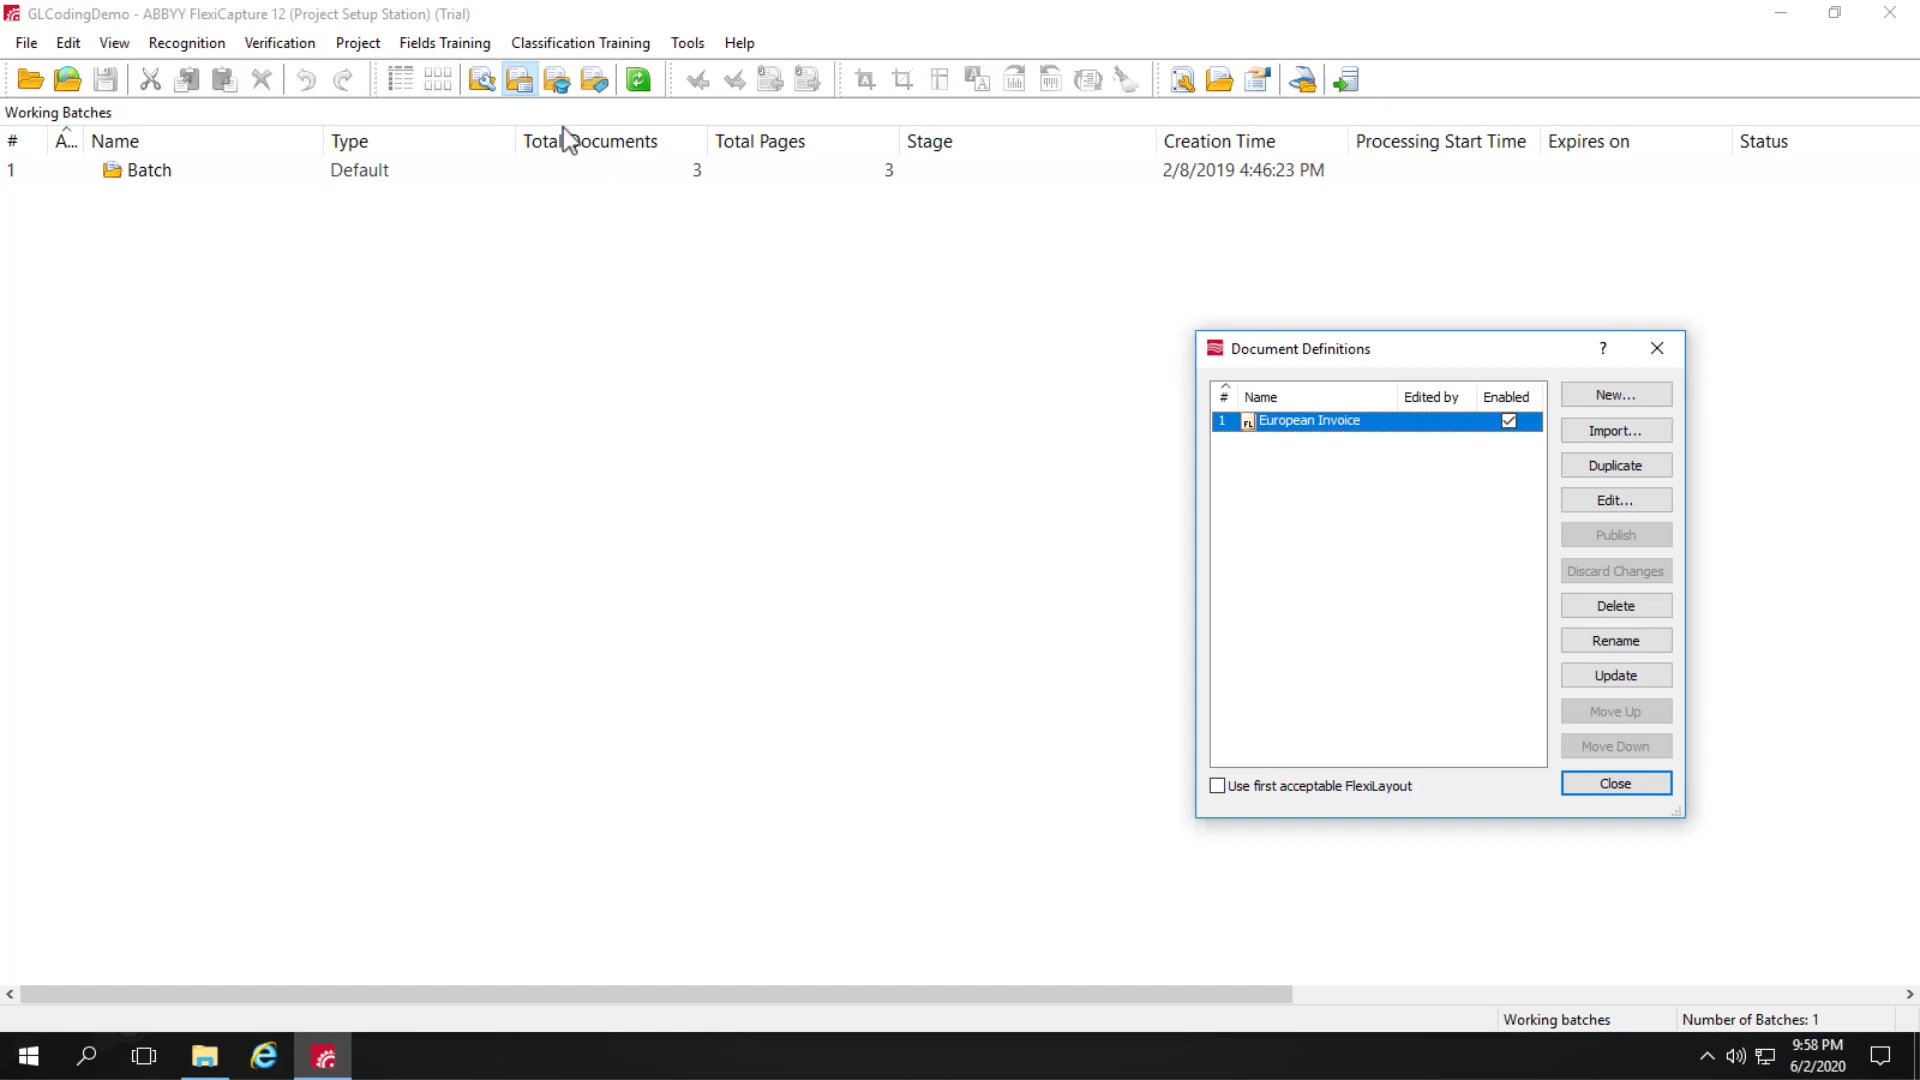 GLCodingDemo - ABBYY FlexiCapture 12 (Project Setup Station) (Trial)
File Edit View Recognition Verification Project Fields Training Classification Training Tools Help
Working Batches
# A... Name Type Total Documents Total Pages Stage Creation Time Processing Start Time Expires on Status
1 Batch Default 3 3 2/8/2019 4:46:23 PM
Document Definitions ?
# Name Edited by Enabled
1 FL European Invoice
New...
Import...
Duplicate
Edit...
Publish
Discard Changes
Delete
Rename
Update
Move Up
Move Down
Use first acceptable FlexiLayout
Close
Working batches Number of Batches: 1
9:58 PM
6/2/2020